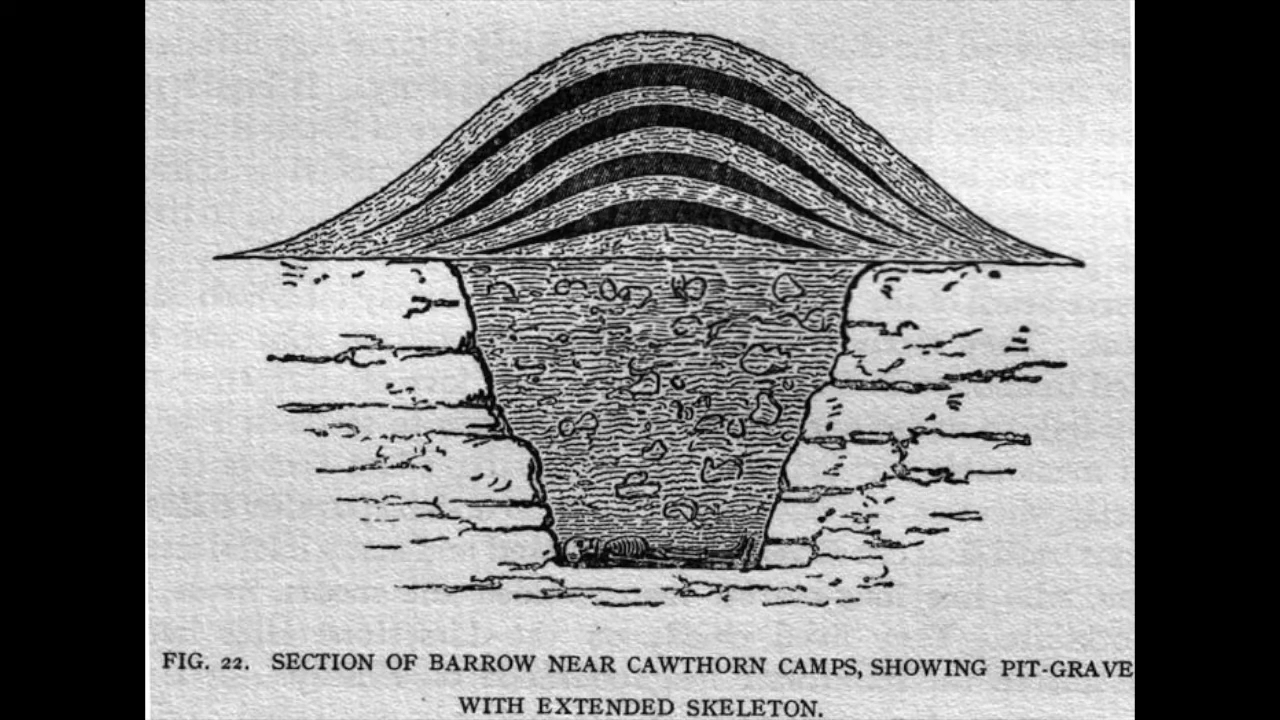 FIG. 22. SECTION OF BARROW NEAR CAWTHORN CAMPS, SHOWING PIT-GRAVE
WITH EXTENDED SKELETON.